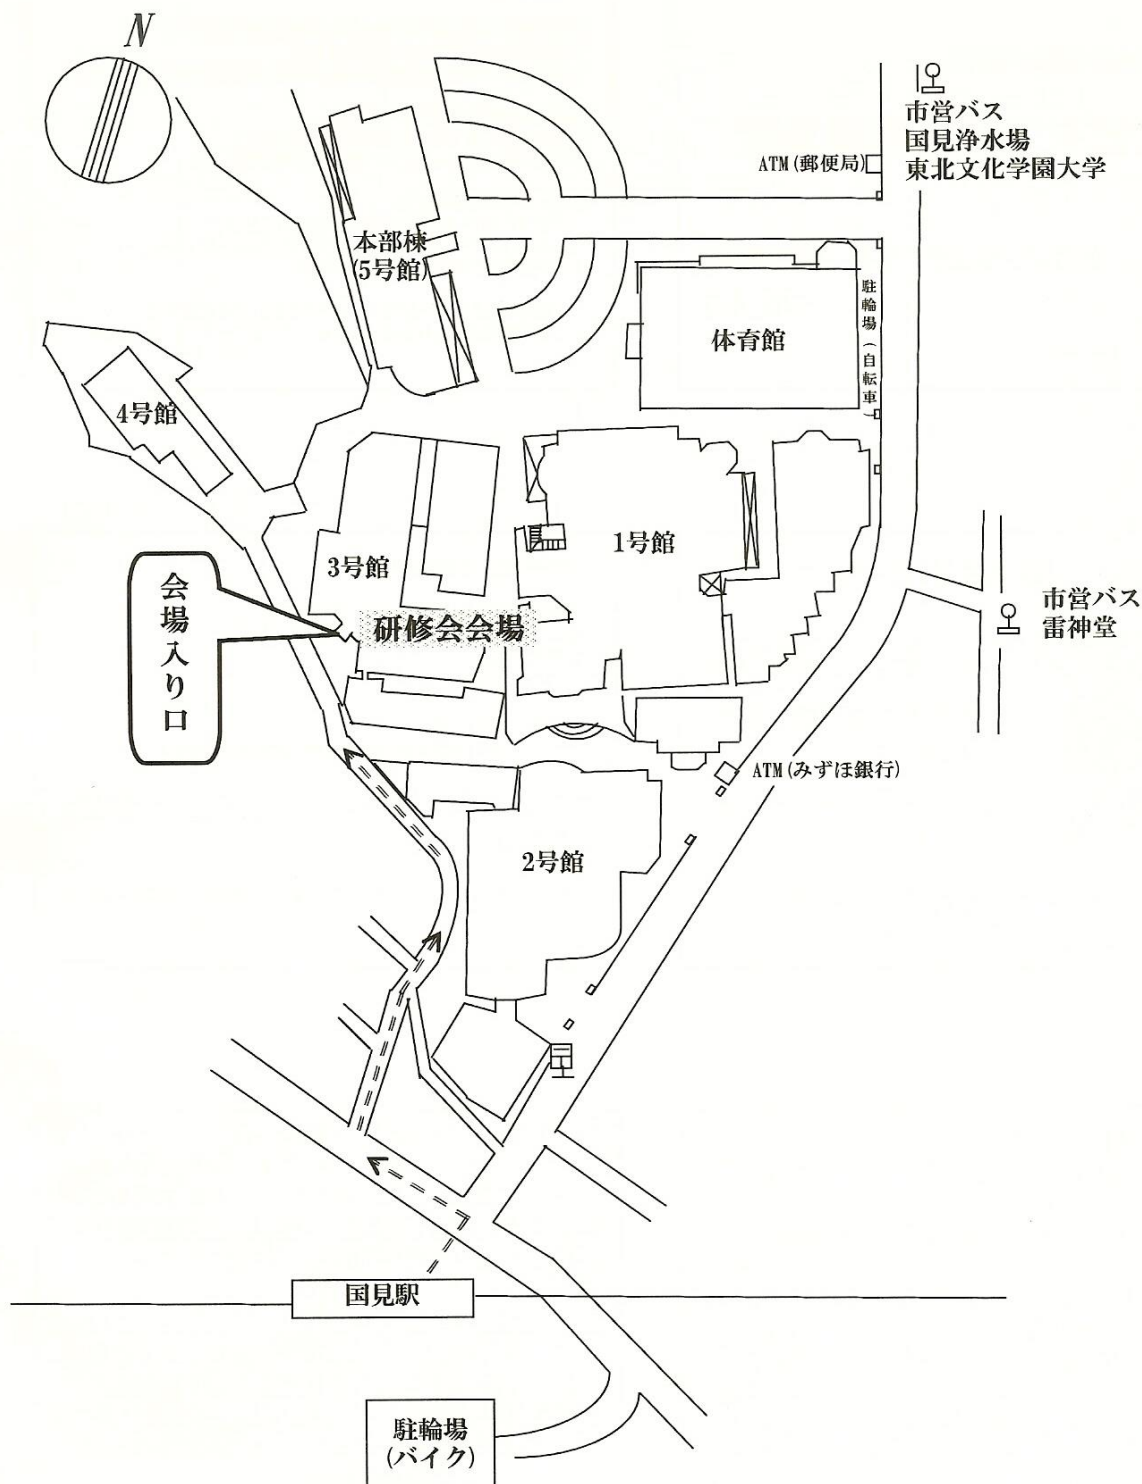 N
市営バス
国見浄水場
東北文化学園大学
ATM(郵便局)
本部棟
(5号館)
駐輪場(自転車)
体育館
4号館
1号館
3号館
会場入り口
研修会会場
市営バス
雷神堂
ATM(みずほ銀行)
2号館
国見駅
駐輪場
(バイク)